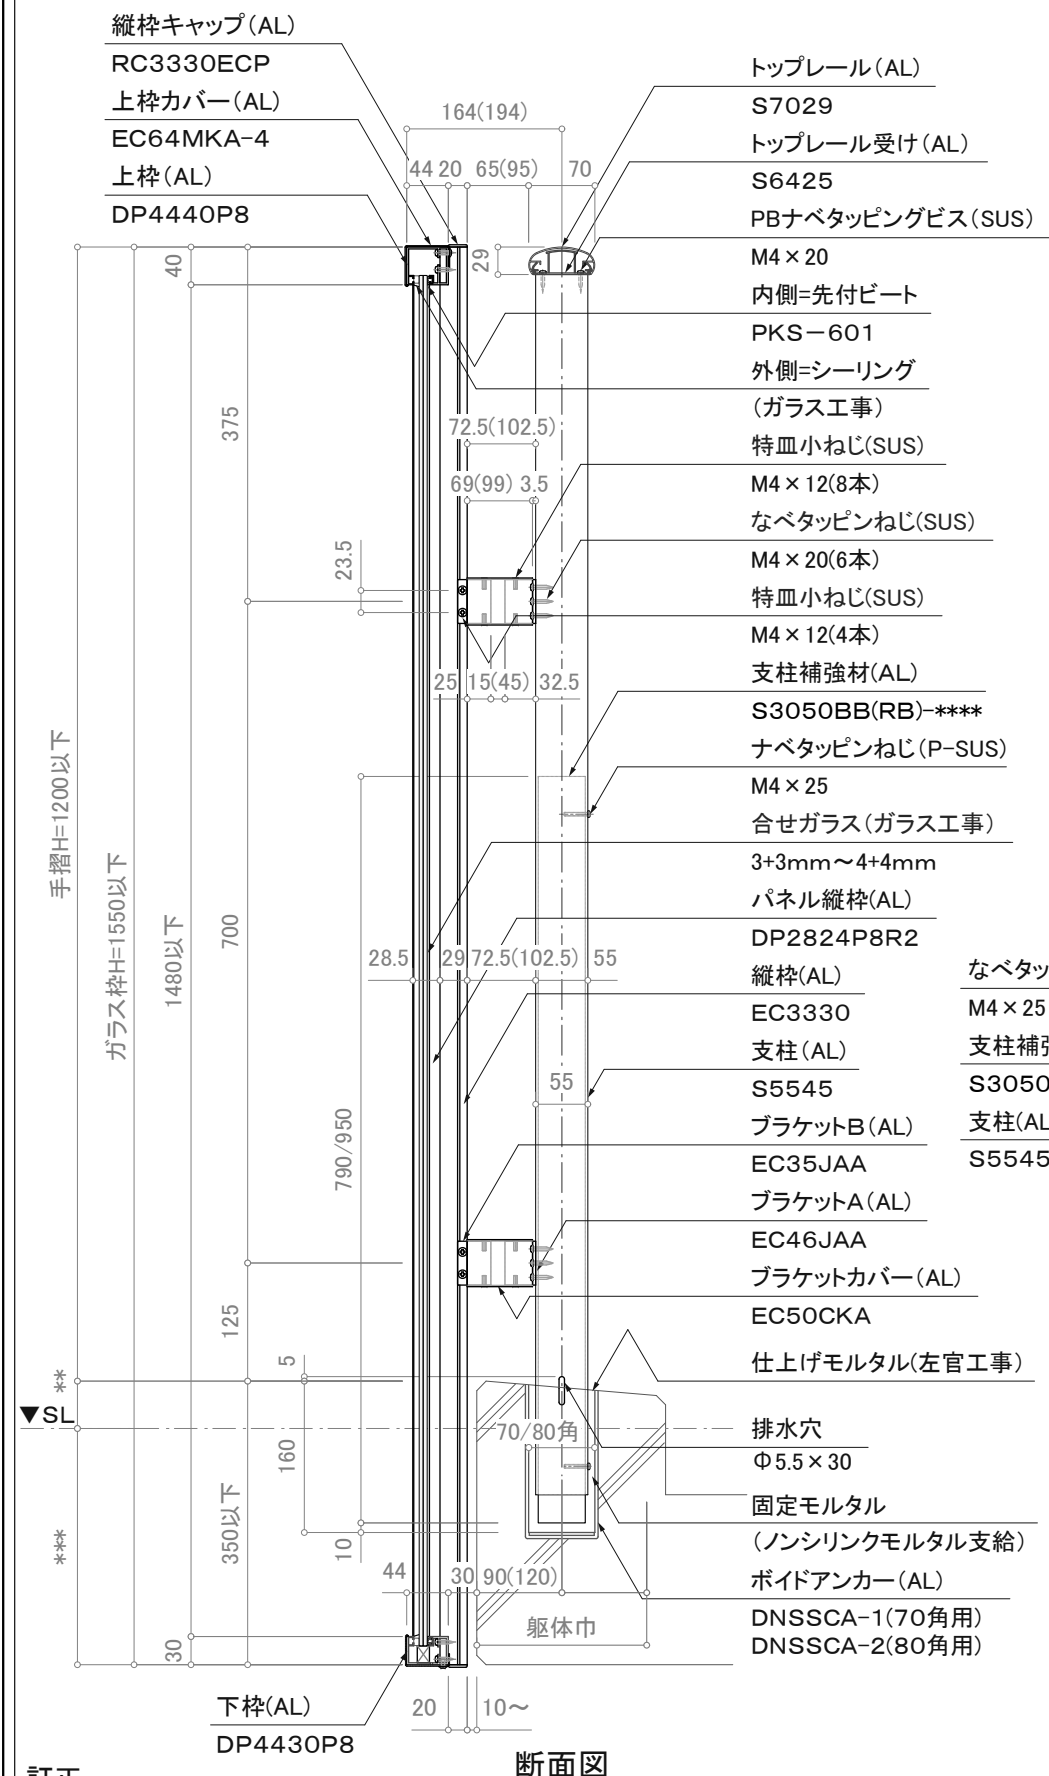 縦枠キャップ(AL)
RC3330ECP
上枠カバー(AL)
EC64MKA-4
上枠(AL)
DP4440P8
164(194)
44 20 65(95) 70
トップレール(AL)
S7029
トップレール受け(AL)
S6425
PBナベタッピングビス(SUS)
M4×20
内側=先付ビート
PKS-601
外側=シーリング
(ガラス工事)
特皿小ねじ(SUS)
M4×12(8本)
なべタッピンねじ(SUS)
M4×20(6本)
特皿小ねじ(SUS)
M4×12(4本)
支柱補強材(AL)
S3050BB(RB)-****
ナベタッピンねじ(P-SUS)
M4×25
合せガラス(ガラス工事)
3+3mm～4+4mm
パネル縦枠(AL)
DP2824P8R2
縦枠(AL)
EC3330
支柱(AL)
S5545
ブラケットB(AL)
EC35JAA
ブラケットA(AL)
EC46JAA
ブラケットカバー(AL)
EC50CKA
仕上げモルタル(左官工事)
排水穴
Φ5.5×30
固定モルタル
(ノンシリンクモルタル支給)
ボイドアンカー(AL)
DNSSCA-1(70角用)
DNSSCA-2(80角用)
なべタッ
M4×25
支柱補強
S3050
支柱(AL
S5545
29
40
375
72.5(102.5)
69(99) 3.5
23.5
25 15(45) 32.5
手摺H=1200以下
ガラス枠H=1550以下
1480以下
700
28.5 29 72.5(102.5) 55
55
790/950
125
5
**
▼SL
70/80角
160
350以下
***
10
44 30 90(120)
躯体巾
30
20 10～
下枠(AL)
DP4430P8
断面図
訂正